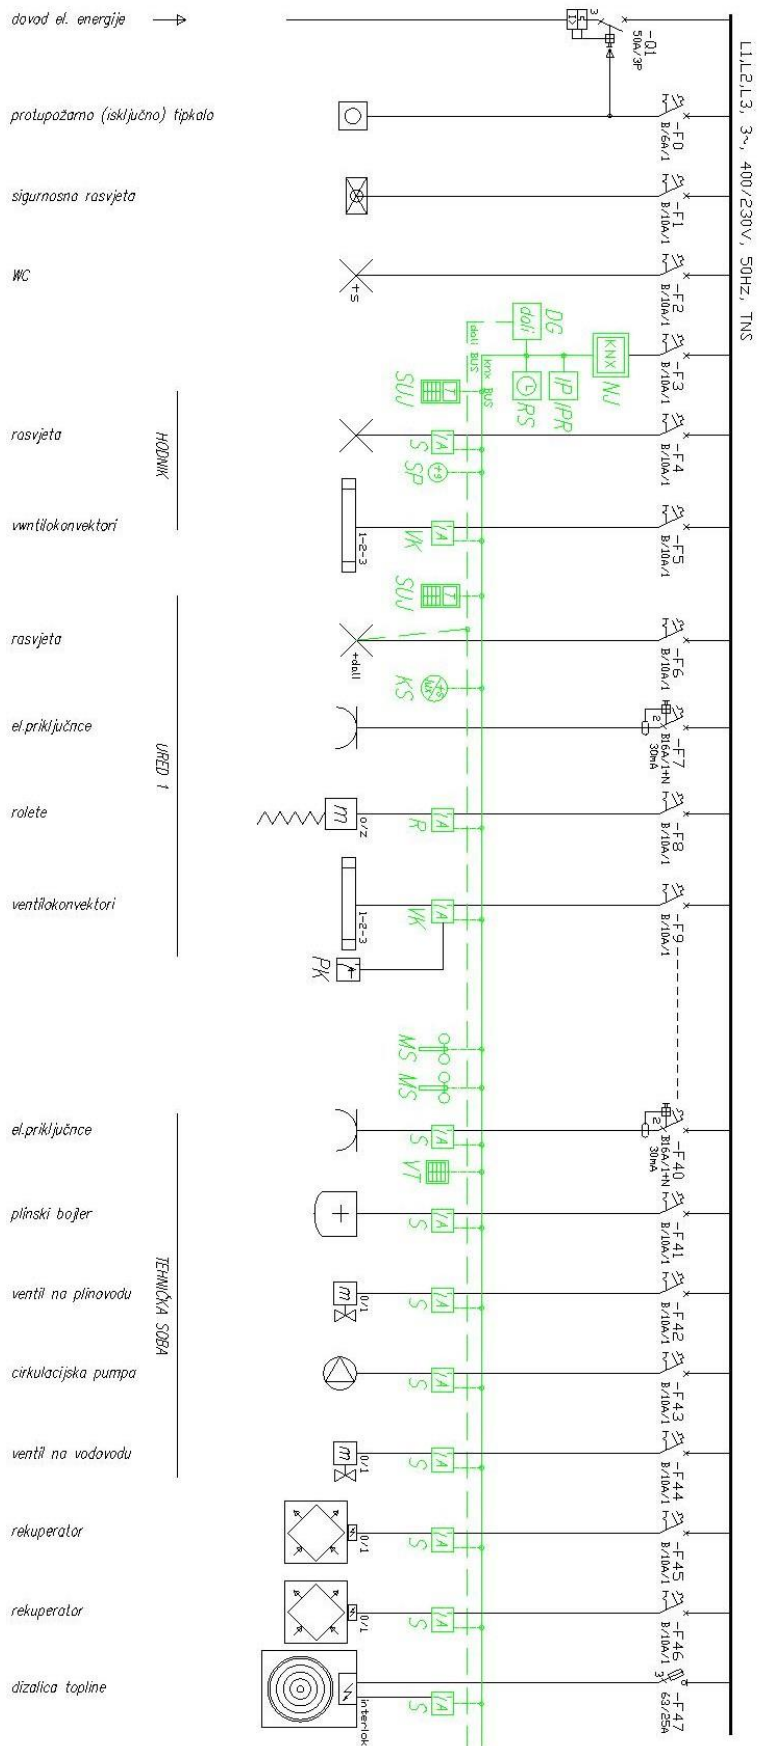 L1,L2,L3, 3~, 400/230V, 50Hz, TNS
dovod el. energije
3
-Q1
50A/3P
protupožarno (isključno) tipkalo
-F0
B/6A/1
sigurnosna rasvjeta
-F1
B/10A/1
WC
+S
-F2
B/10A/1
DG
dali
dali BUS
knx BUS
KNX
NJ
IP
IPR
RS
-F3
B/10A/1
SUJ
T
HODNIK
rasvjeta
A
S
-F4
B/10A/1
SP
vwntilokonvektori
1-2-3
A
VK
-F5
B/10A/1
SUJ
T
URED 1
rasvjeta
+dali
-F6
B/10A/1
KS
el.priključnce
2
-F7
B16A/1+N
30mA
rolete
m
o/z
A
R
-F8
B/10A/1
ventilokonvektori
1-2-3
A
VK
-F9
B/10A/1
PK
MS
MS
TEHNIČKA SOBA
el.priključnce
A
S
2
-F40
B16A/1+N
30mA
VT
plinski bojler
A
S
-F41
B/10A/1
ventil na plinovodu
m
0/1
A
S
-F42
B/10A/1
cirkulacijska pumpa
A
S
-F43
B/10A/1
ventil na vodovodu
m
0/1
A
S
-F44
B/10A/1
rekuperator
0/1
A
S
-F45
B/10A/1
rekuperator
0/1
A
S
-F46
B/10A/1
dizalica topline
interlok
A
S
3
-F47
63/25A